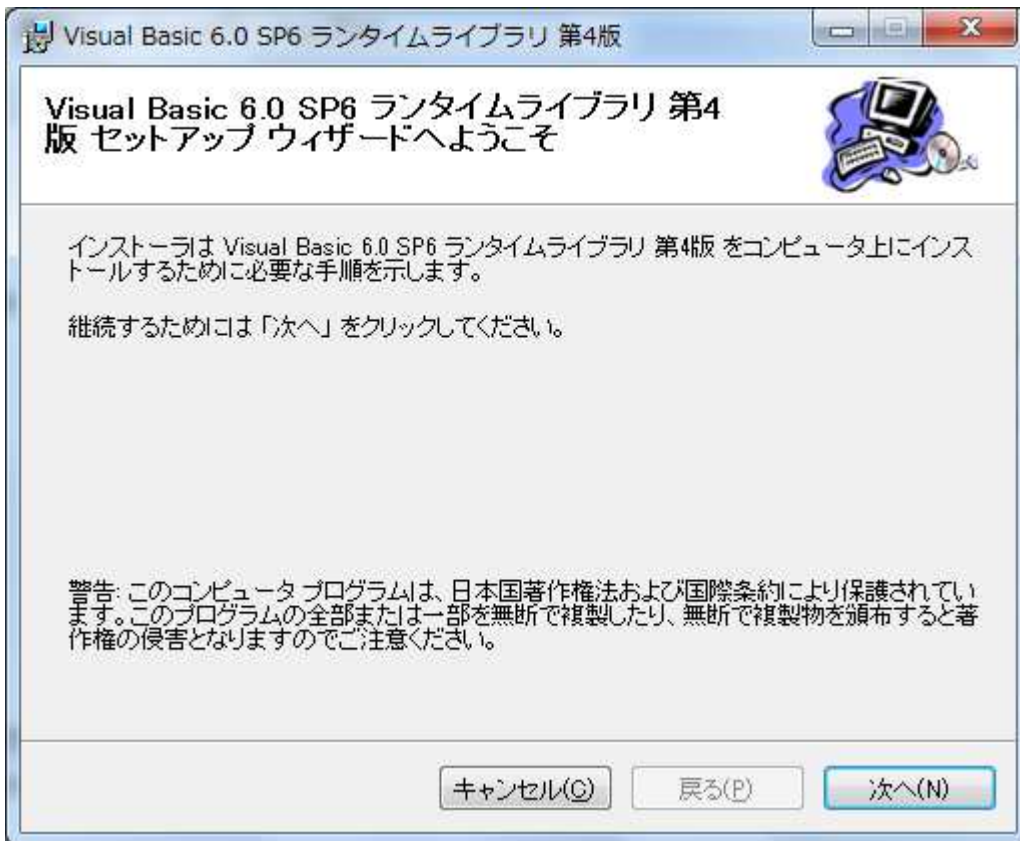 Visual Basic 6.0 SP6 ランタイムライブラリ 第4版
Visual Basic 6.0 SP6 ランタイムライブラリ 第4
版 セットアップ ウィザードへようこそ
インストーラは Visual Basic 6.0 SP6 ランタイムライブラリ 第4版 をコンピュータ上にインス
トールするために必要な手順を示します。
継続するためには「次へ」をクリックしてください。
警告: このコンピュータ プログラムは、日本国著作権法および国際条約により保護されてい
ます。このプログラムの全部または一部を無断で複製したり、無断で複製物を頒布すると著
作権の侵害となりますのでご注意ください。
キャンセル(C) 戻る(P) 次へ(N)